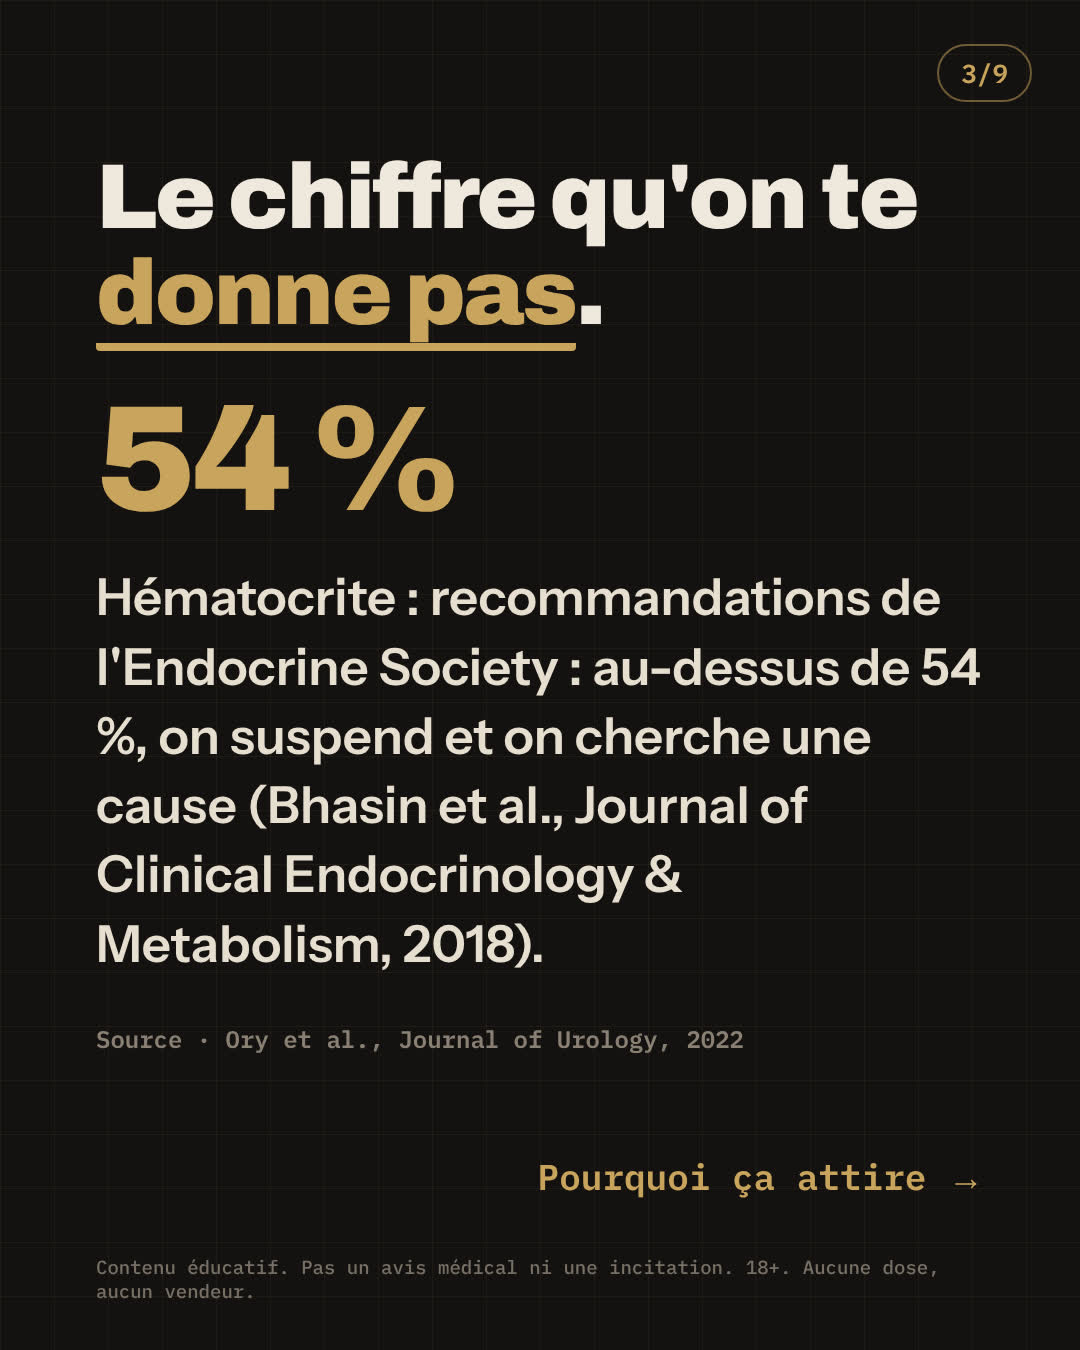 3/9
Le chiffre qu'on te
donne pas.
54 %
Hématocrite : recommandations de
l'Endocrine Society : au-dessus de 54
%, on suspend et on cherche une
cause (Bhasin et al., Journal of
Clinical Endocrinology &
Metabolism, 2018).
Source · Ory et al., Journal of Urology, 2022
Pourquoi ça attire →
Contenu éducatif. Pas un avis médical ni une incitation. 18+. Aucune dose,
aucun vendeur.